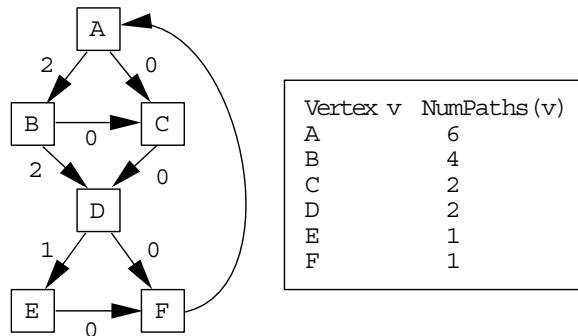 A
2 0
B 0 C
2 0
D
1 0
E 0 F
Vertex v NumPaths(v)
A 6
B 4
C 2
D 2
E 1
F 1